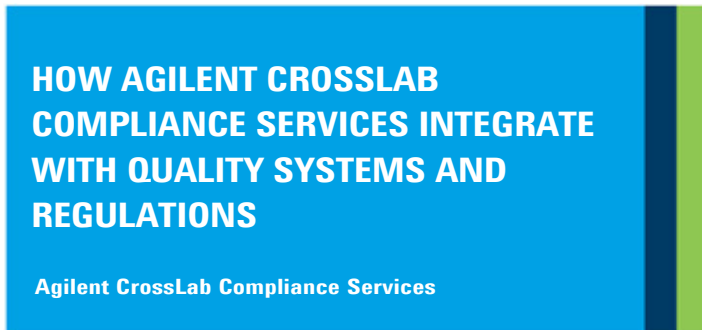 HOW AGILENT CROSSLAB
COMPLIANCE SERVICES INTEGRATE
WITH QUALITY SYSTEMS AND
REGULATIONS
Agilent CrossLab Compliance Services